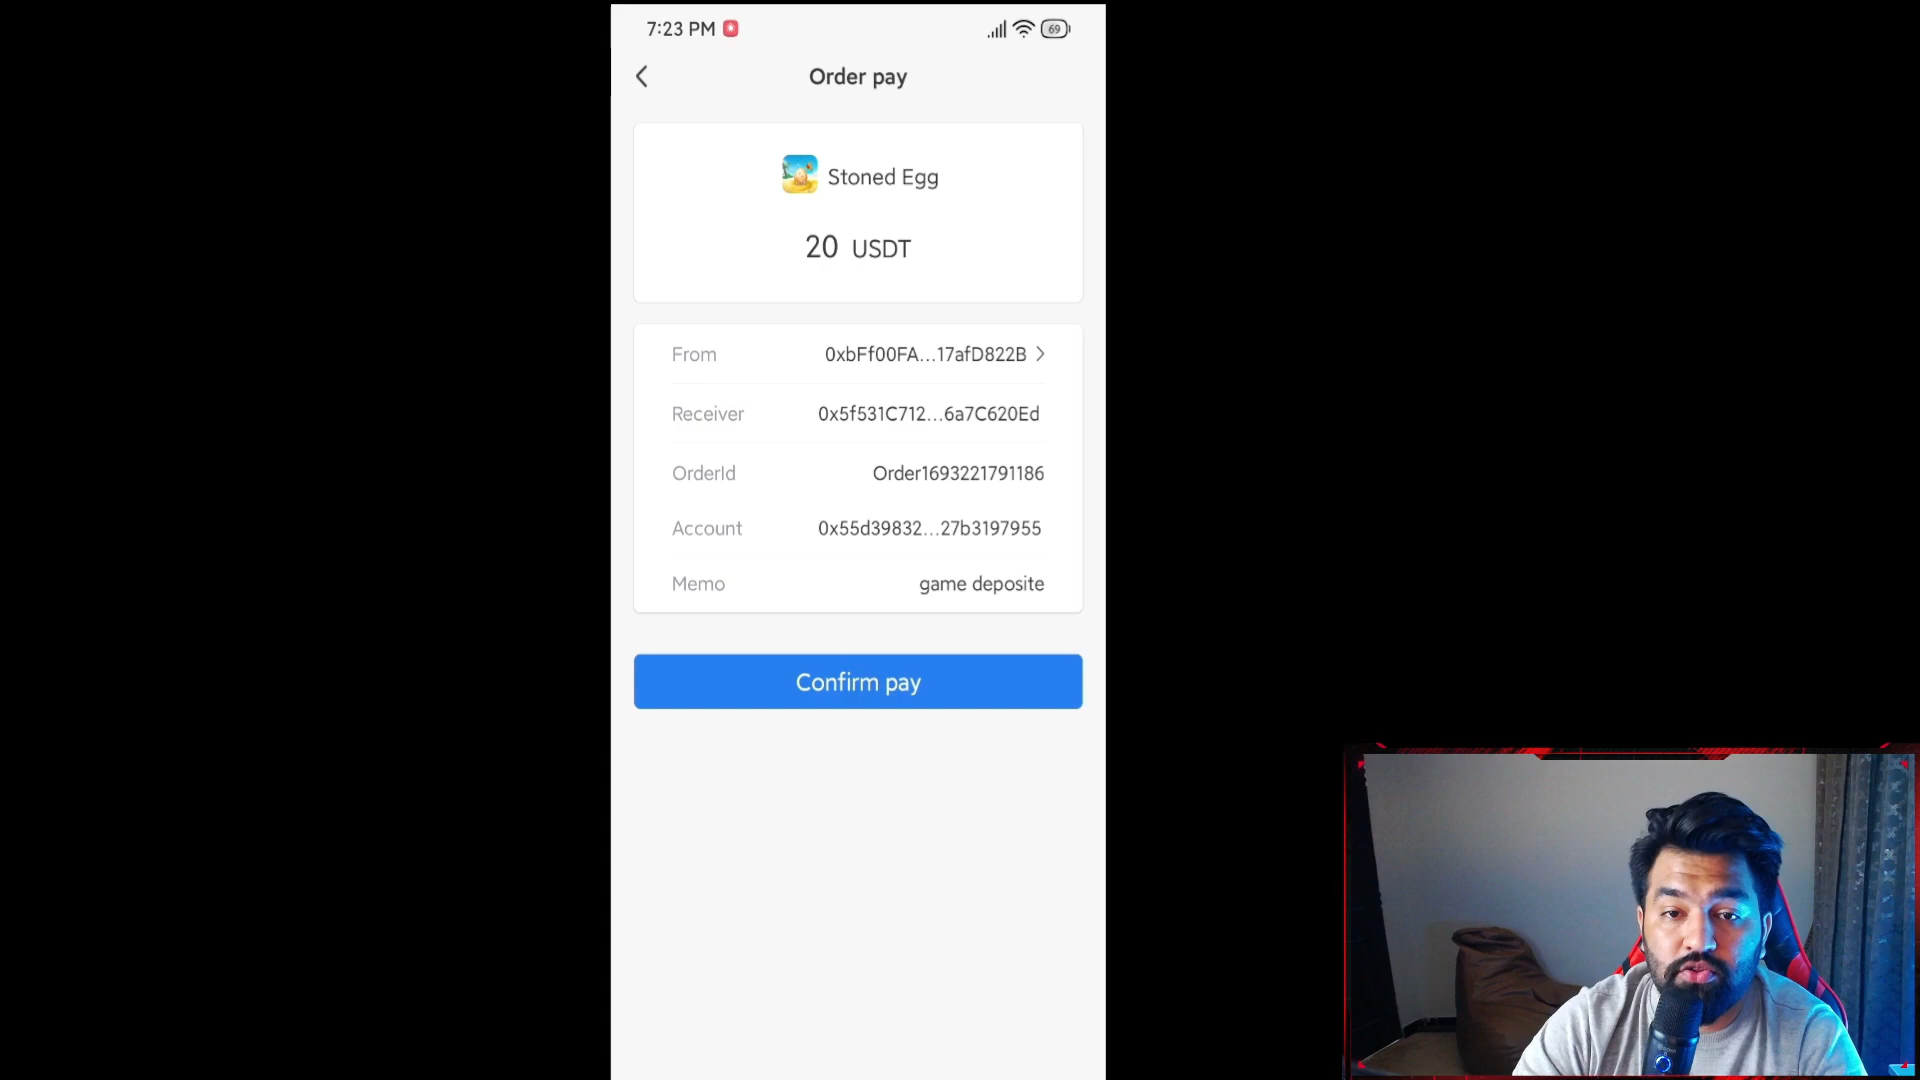 7:23 PM
69
Order pay
Stoned Egg
20 USDT
From 0xbFf00FA...17afD822B
Receiver 0x5f531C712...6a7C620Ed
OrderId Order1693221791186
Account 0x55d39832...27b3197955
Memo game deposite
Confirm pay